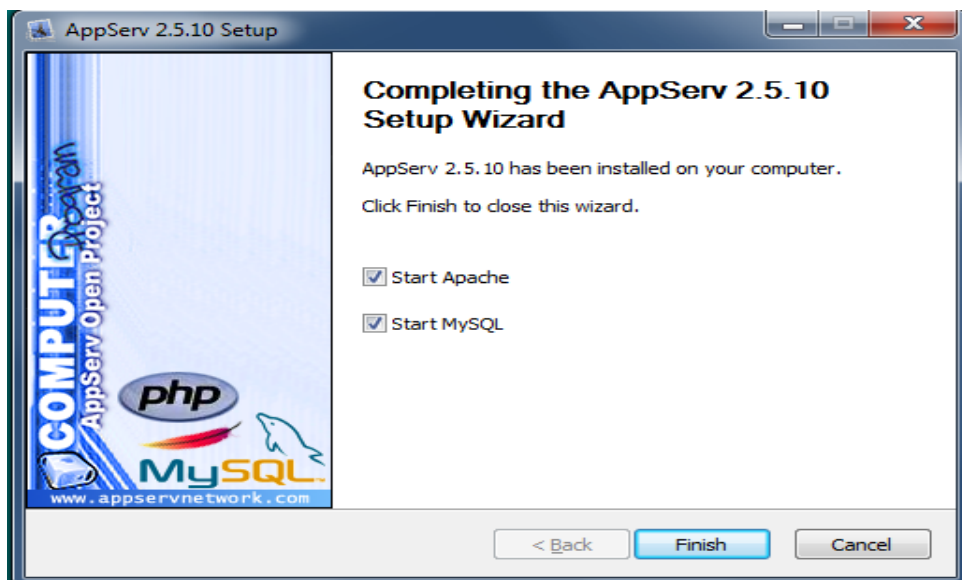 AppServ 2.5.10 Setup
Completing the AppServ 2.5.10
Setup Wizard
AppServ 2.5.10 has been installed on your computer.
Click Finish to close this wizard.
Start Apache
Start MySQL
COMPUTER
Program
AppServ Open Project
php
MySQL
www.appservnetwork.com
< Back
Finish
Cancel